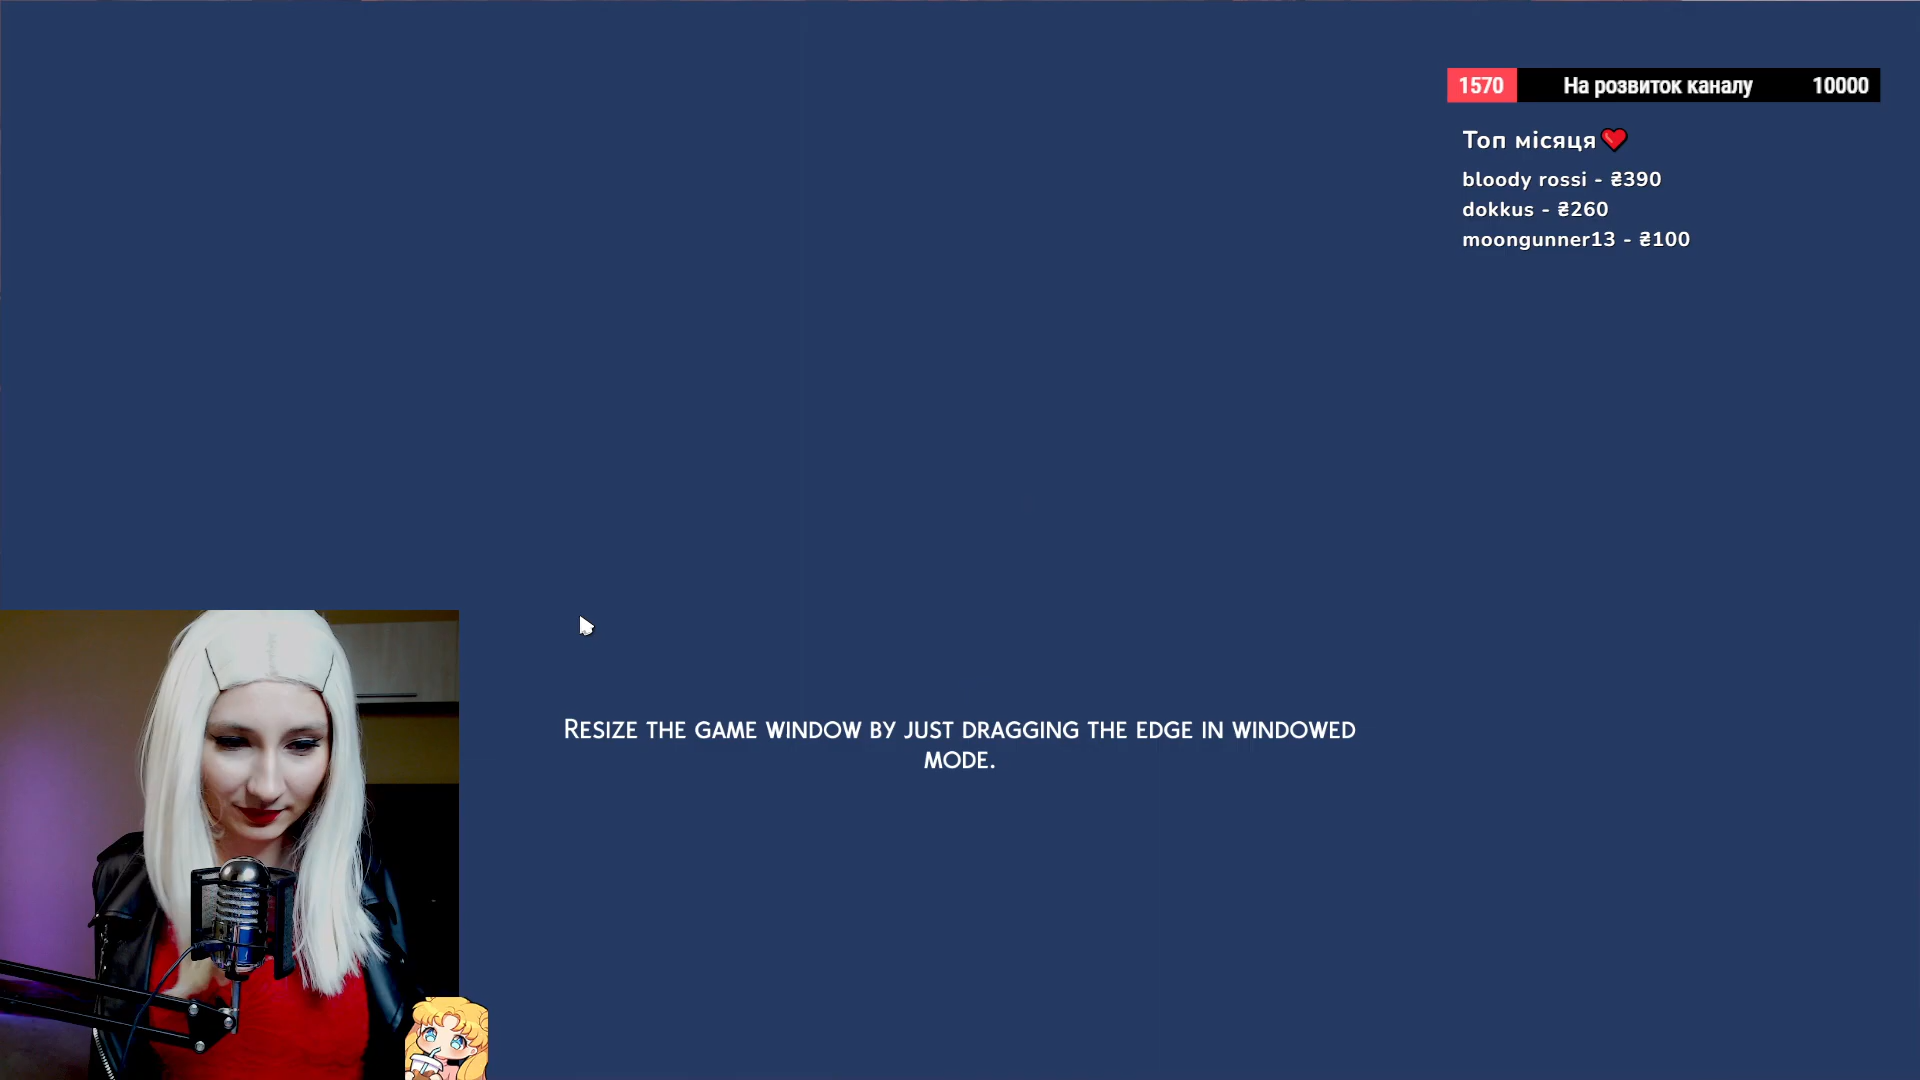 1570 На розвиток каналу 10000
Топ місяця
bloody rossi - ₴390
dokkus - ₴260
moongunner13 - ₴100
Resize the game window by just dragging the edge in windowed
mode.